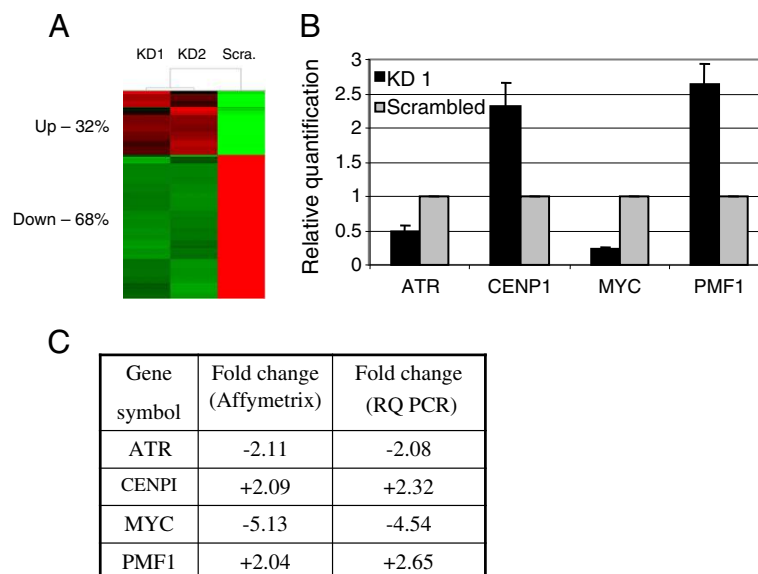 A
KD1 KD2 Scra.
Up – 32%
Down – 68%
B
Relative quantification
3
2.5
2
1.5
1
0.5
0
KD 1
Scrambled
ATR CENP1 MYC PMF1
C
Gene symbol Fold change (Affymetrix) Fold change (RQ PCR)
ATR -2.11 -2.08
CENPI +2.09 +2.32
MYC -5.13 -4.54
PMF1 +2.04 +2.65